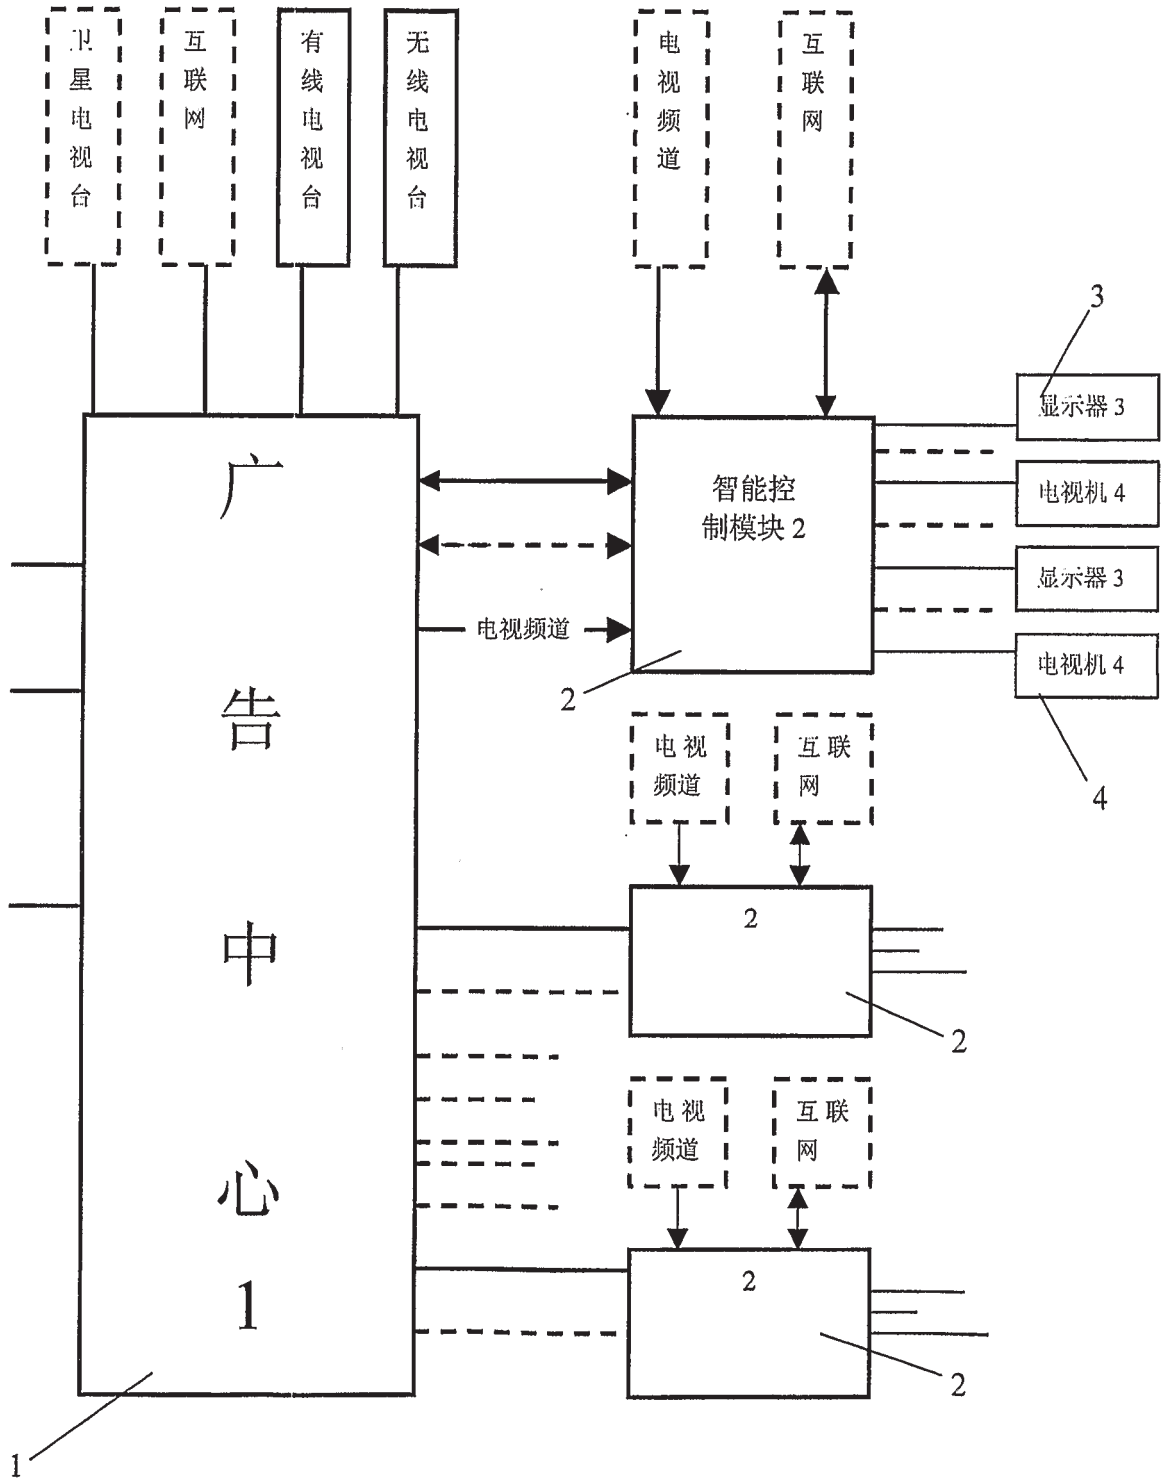 卫星电视台
互联网
有线电视台
无线电视台
电视频道
互联网
3
显示器 3
电视机 4
显示器 3
电视机 4
4
智能控
制模块 2
2
电视频道
广告中心1
1
电 视
频道
互 联
网
2
2
电 视
频道
互 联
网
2
2